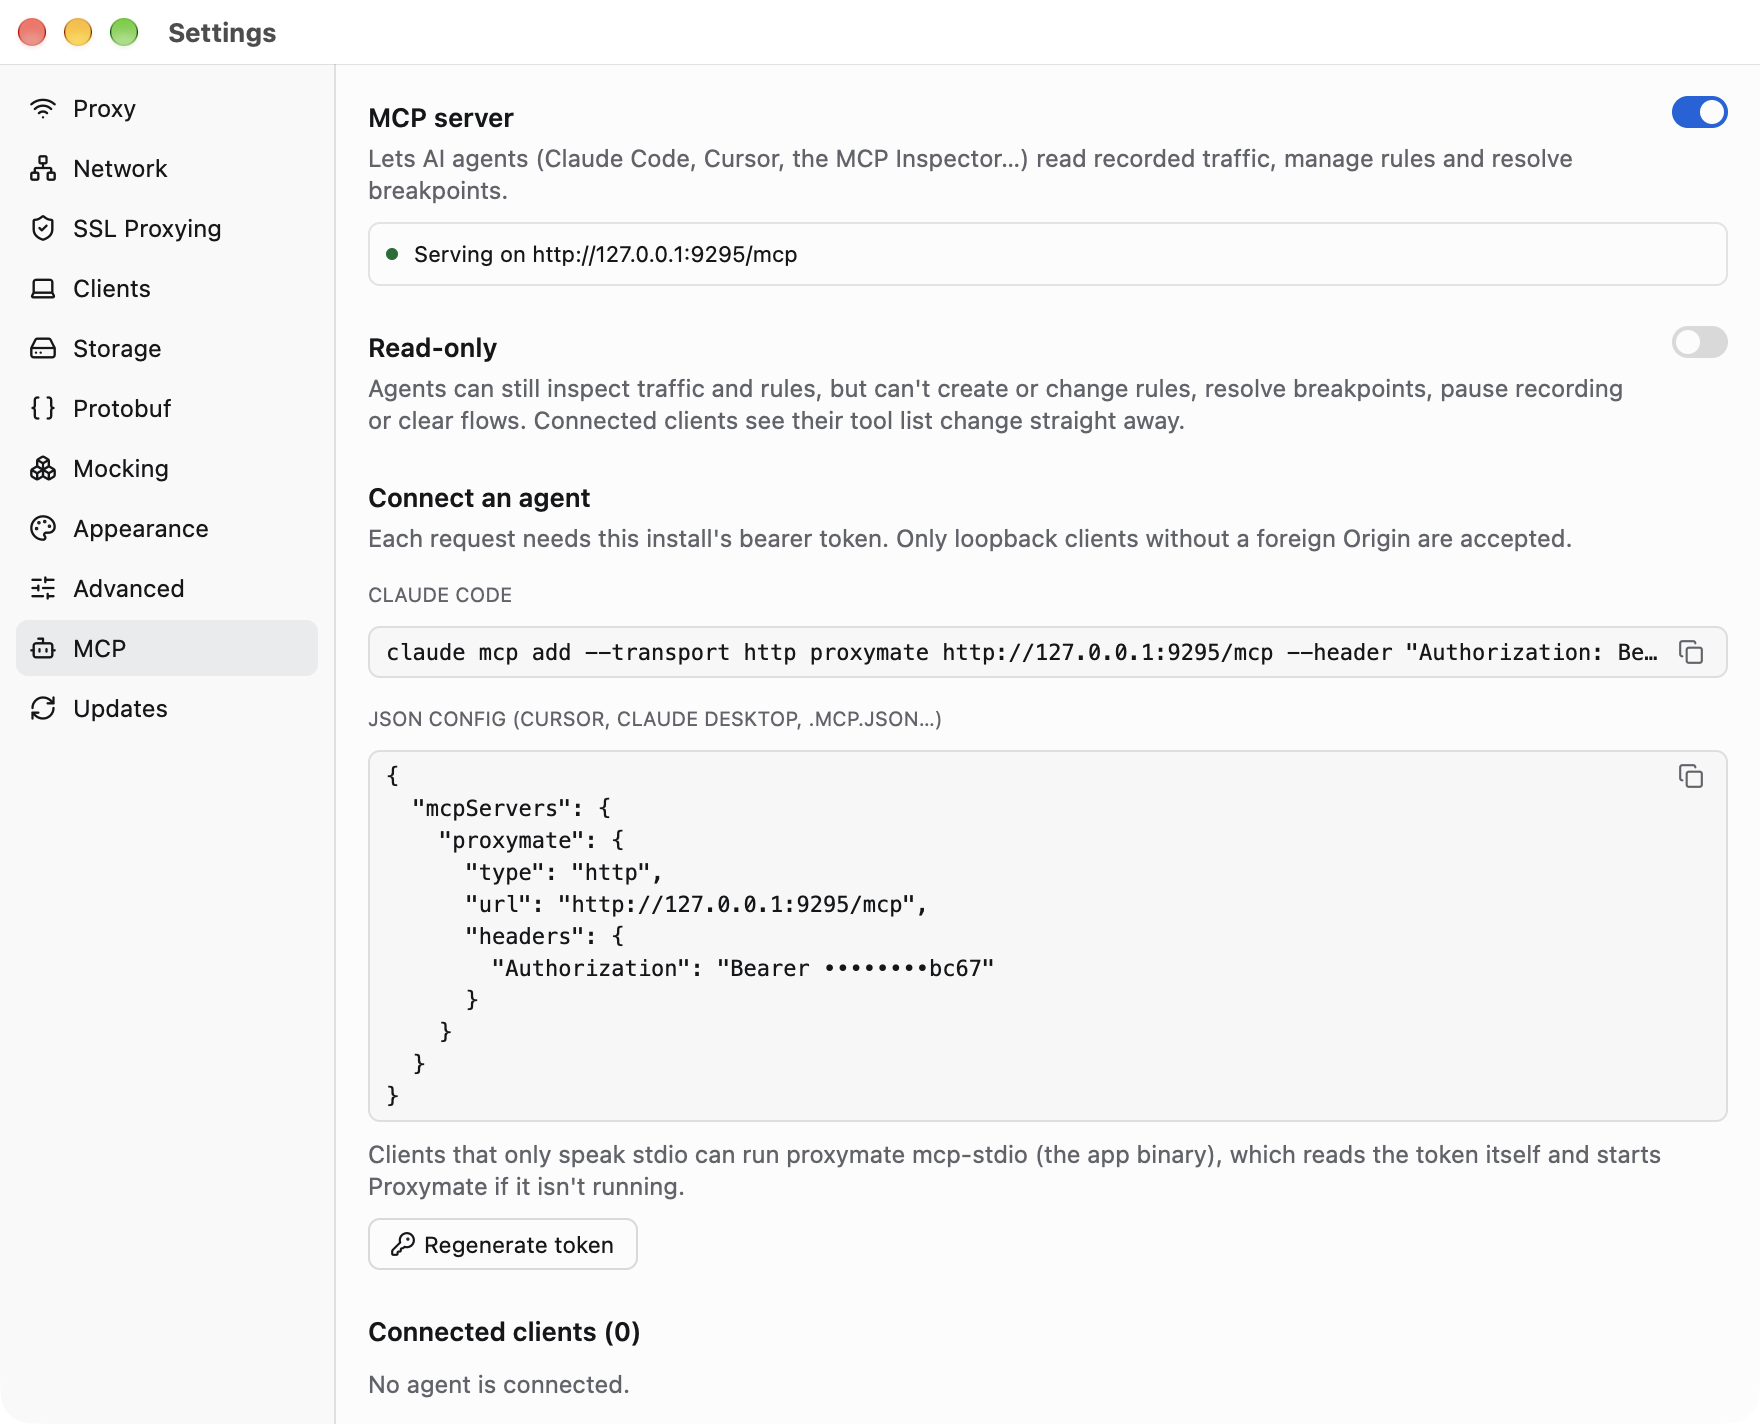 Settings
Proxy
Network
SSL Proxying
Clients
Storage
Protobuf
Mocking
Appearance
Advanced
MCP
Updates
MCP server
Lets AI agents (Claude Code, Cursor, the MCP Inspector...) read recorded traffic, manage rules and resolve
breakpoints.
Serving on http://127.0.0.1:9295/mcp
Read-only
Agents can still inspect traffic and rules, but can't create or change rules, resolve breakpoints, pause recording
or clear flows. Connected clients see their tool list change straight away.
Connect an agent
Each request needs this install's bearer token. Only loopback clients without a foreign Origin are accepted.
CLAUDE CODE
claude mcp add --transport http proxymate http://127.0.0.1:9295/mcp --header "Authorization: Be…
JSON CONFIG (CURSOR, CLAUDE DESKTOP, .MCP.JSON...)
{
  "mcpServers": {
    "proxymate": {
      "type": "http",
      "url": "http://127.0.0.1:9295/mcp",
      "headers": {
        "Authorization": "Bearer ••••••••bc67"
      }
    }
  }
}
Clients that only speak stdio can run proxymate mcp-stdio (the app binary), which reads the token itself and starts
Proxymate if it isn't running.
Regenerate token
Connected clients (0)
No agent is connected.